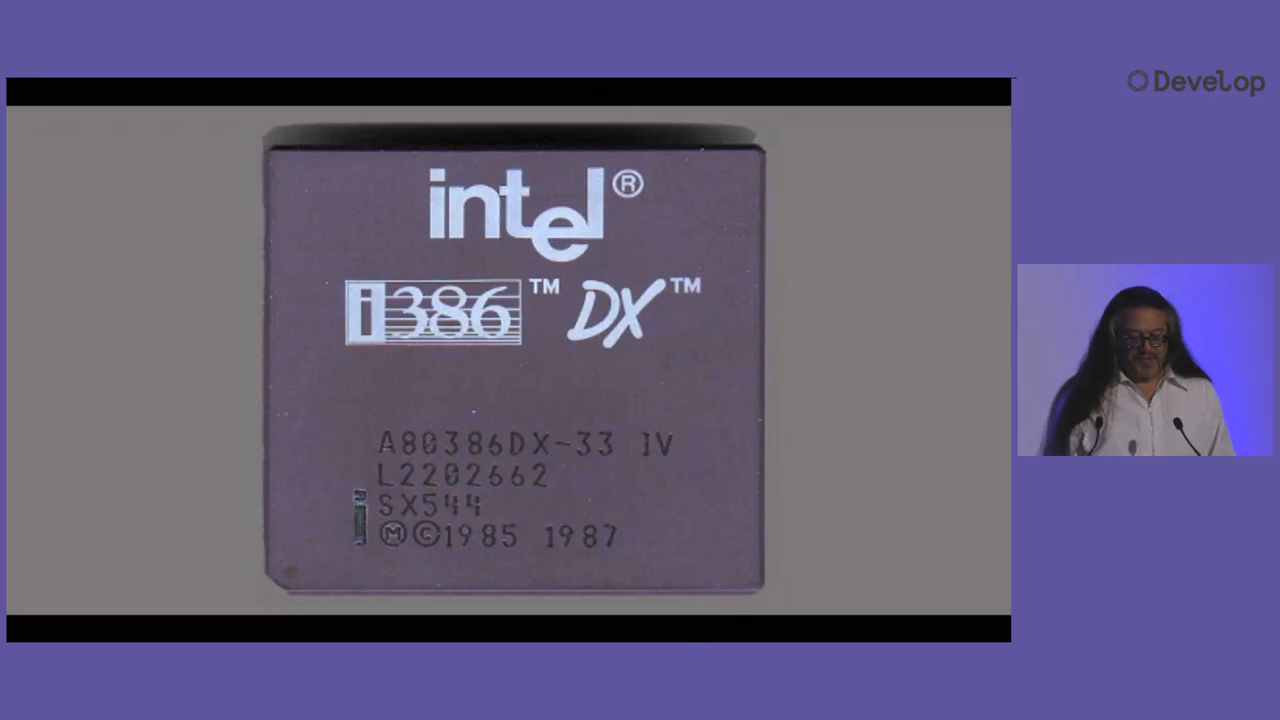 Develop
intel®
i386™ DX™
A80386DX-33 IV
L2202662
SX544
Ⓜ©1985 1987